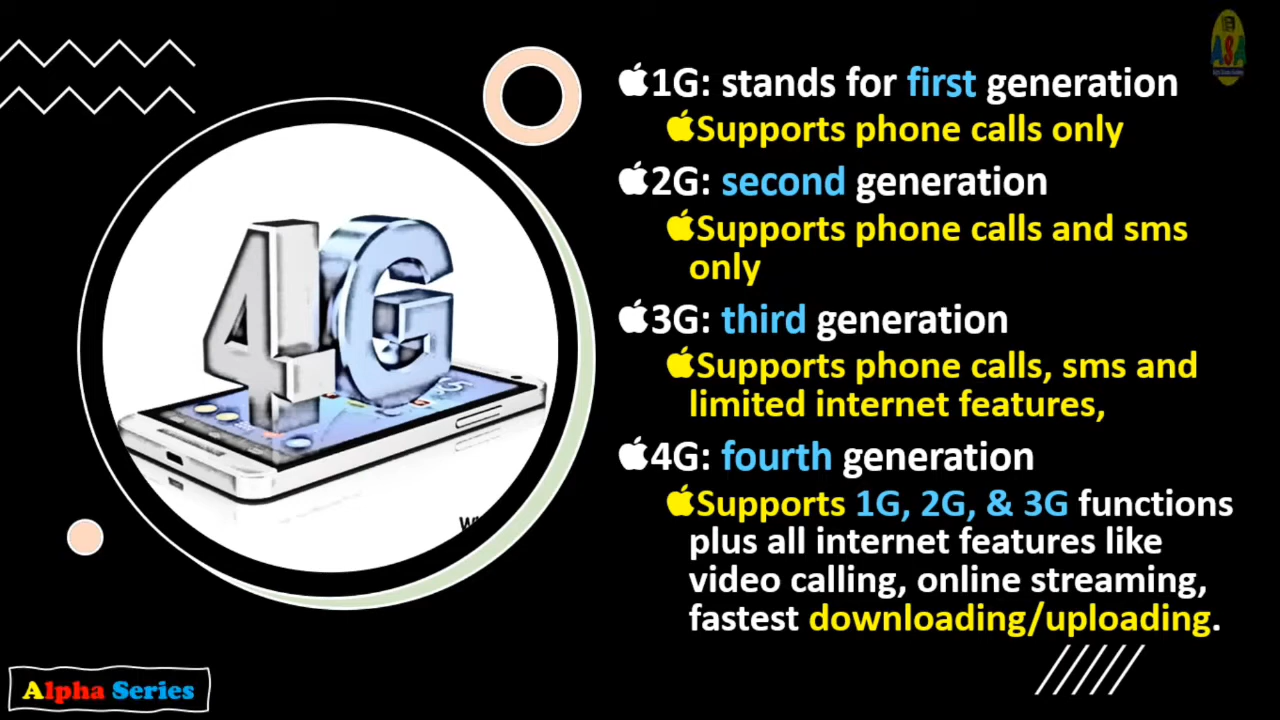 1G: stands for first generation
Supports phone calls only
2G: second generation
Supports phone calls and sms
only
3G: third generation
Supports phone calls, sms and
limited internet features,
4G: fourth generation
Supports 1G, 2G, & 3G functions
plus all internet features like
video calling, online streaming,
fastest downloading/uploading.
4G
Alpha Series